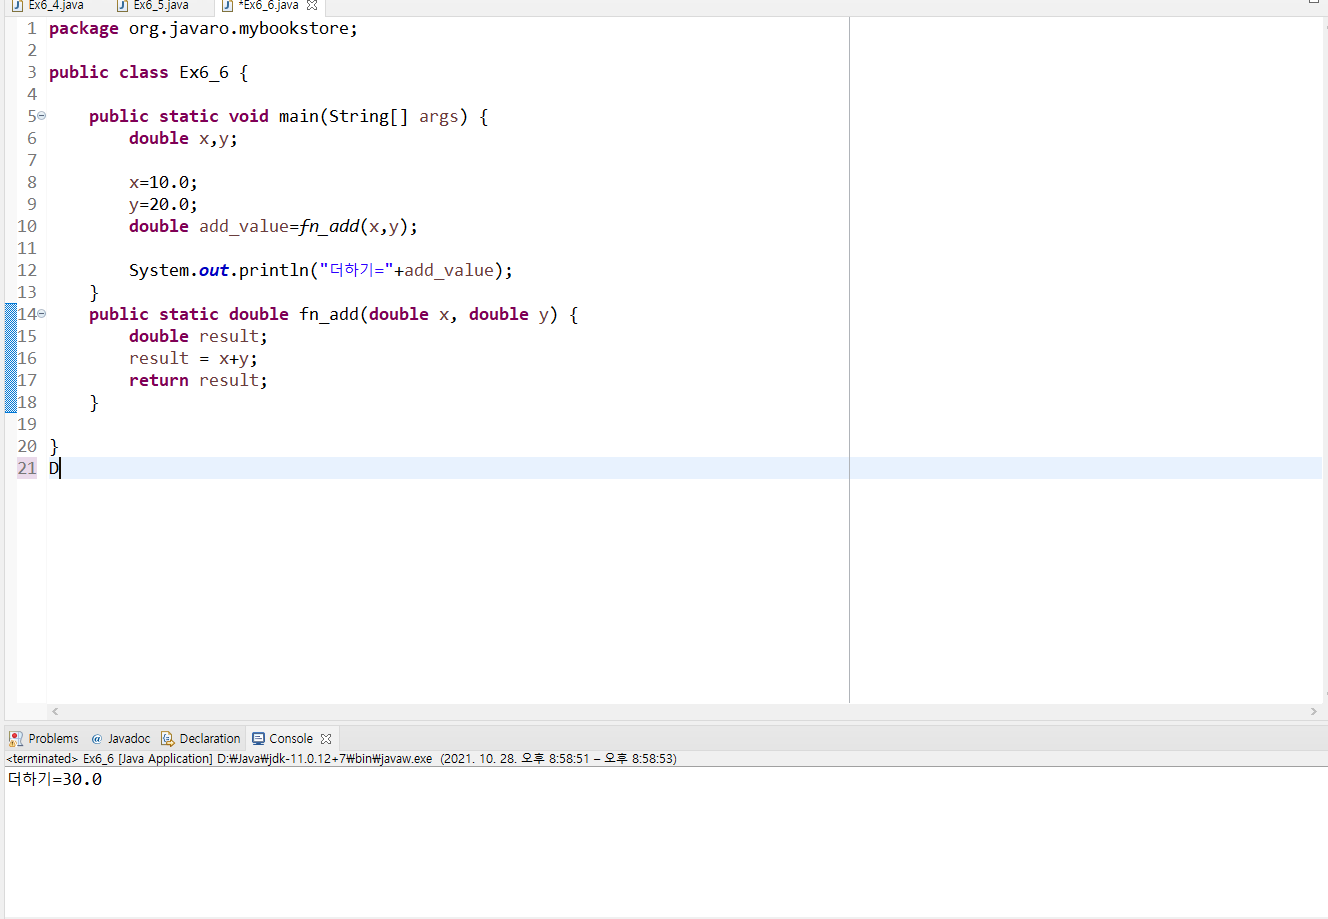 Ex6_4.java Ex6_5.java *Ex6_6.java
1 package org.javaro.mybookstore;
2
3 public class Ex6_6 {
4
5 public static void main(String[] args) {
6 double x,y;
7
8 x=10.0;
9 y=20.0;
10 double add_value=fn_add(x,y);
11
12 System.out.println("더하기="+add_value);
13 }
14 public static double fn_add(double x, double y) {
15 double result;
16 result = x+y;
17 return result;
18 }
19
20 }
21 D
Problems @ Javadoc Declaration Console
<terminated> Ex6_6 [Java Application] D:₩Java₩jdk-11.0.12+7₩bin₩javaw.exe (2021. 10. 28. 오후 8:58:51 – 오후 8:58:53)
더하기=30.0